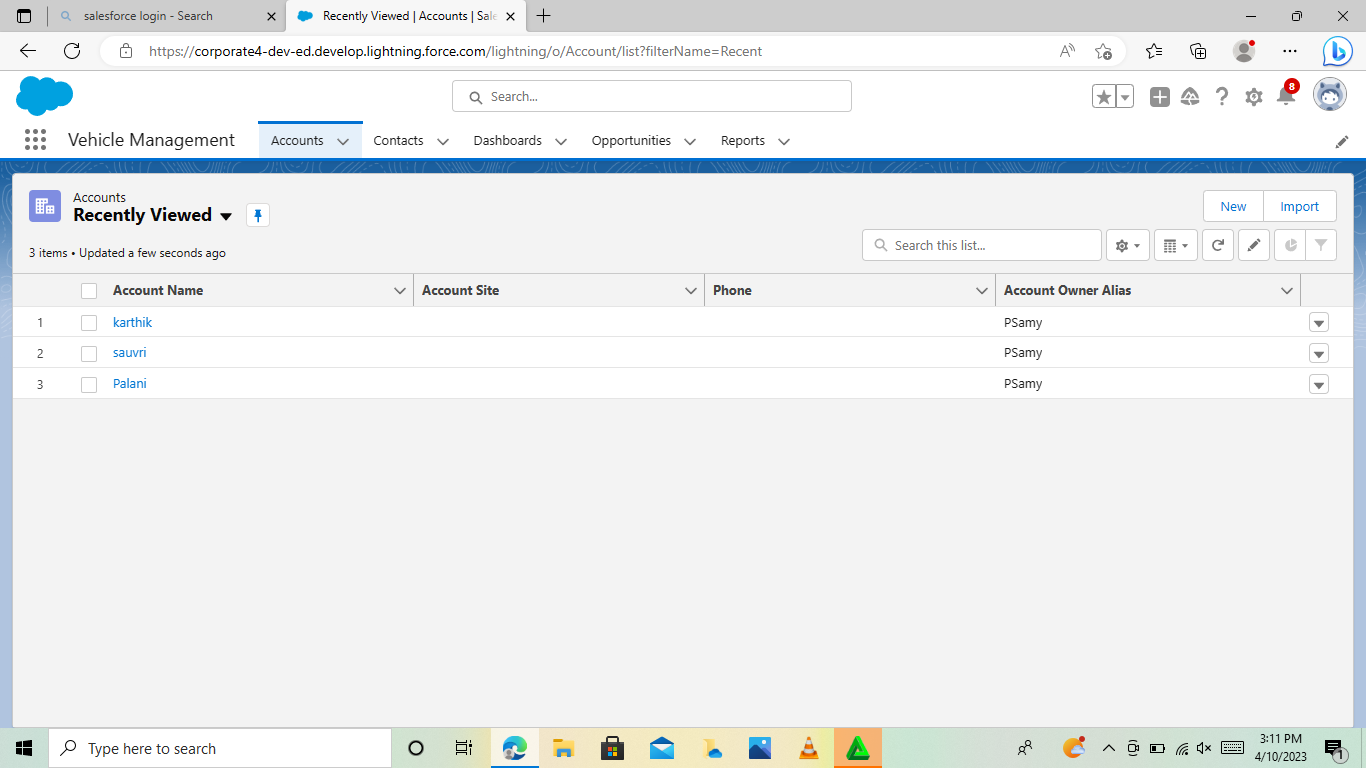 salesforce login - Search
Recently Viewed | Accounts | Sale
https://corporate4-dev-ed.develop.lightning.force.com/lightning/o/Account/list?filterName=Recent
Search...
8
Vehicle Management
Accounts
Contacts
Dashboards
Opportunities
Reports
Accounts
Recently Viewed
New
Import
3 items • Updated a few seconds ago
Search this list...
Account Name
Account Site
Phone
Account Owner Alias
1 karthik PSamy
2 sauvri PSamy
3 Palani PSamy
Type here to search
3:11 PM
4/10/2023
1